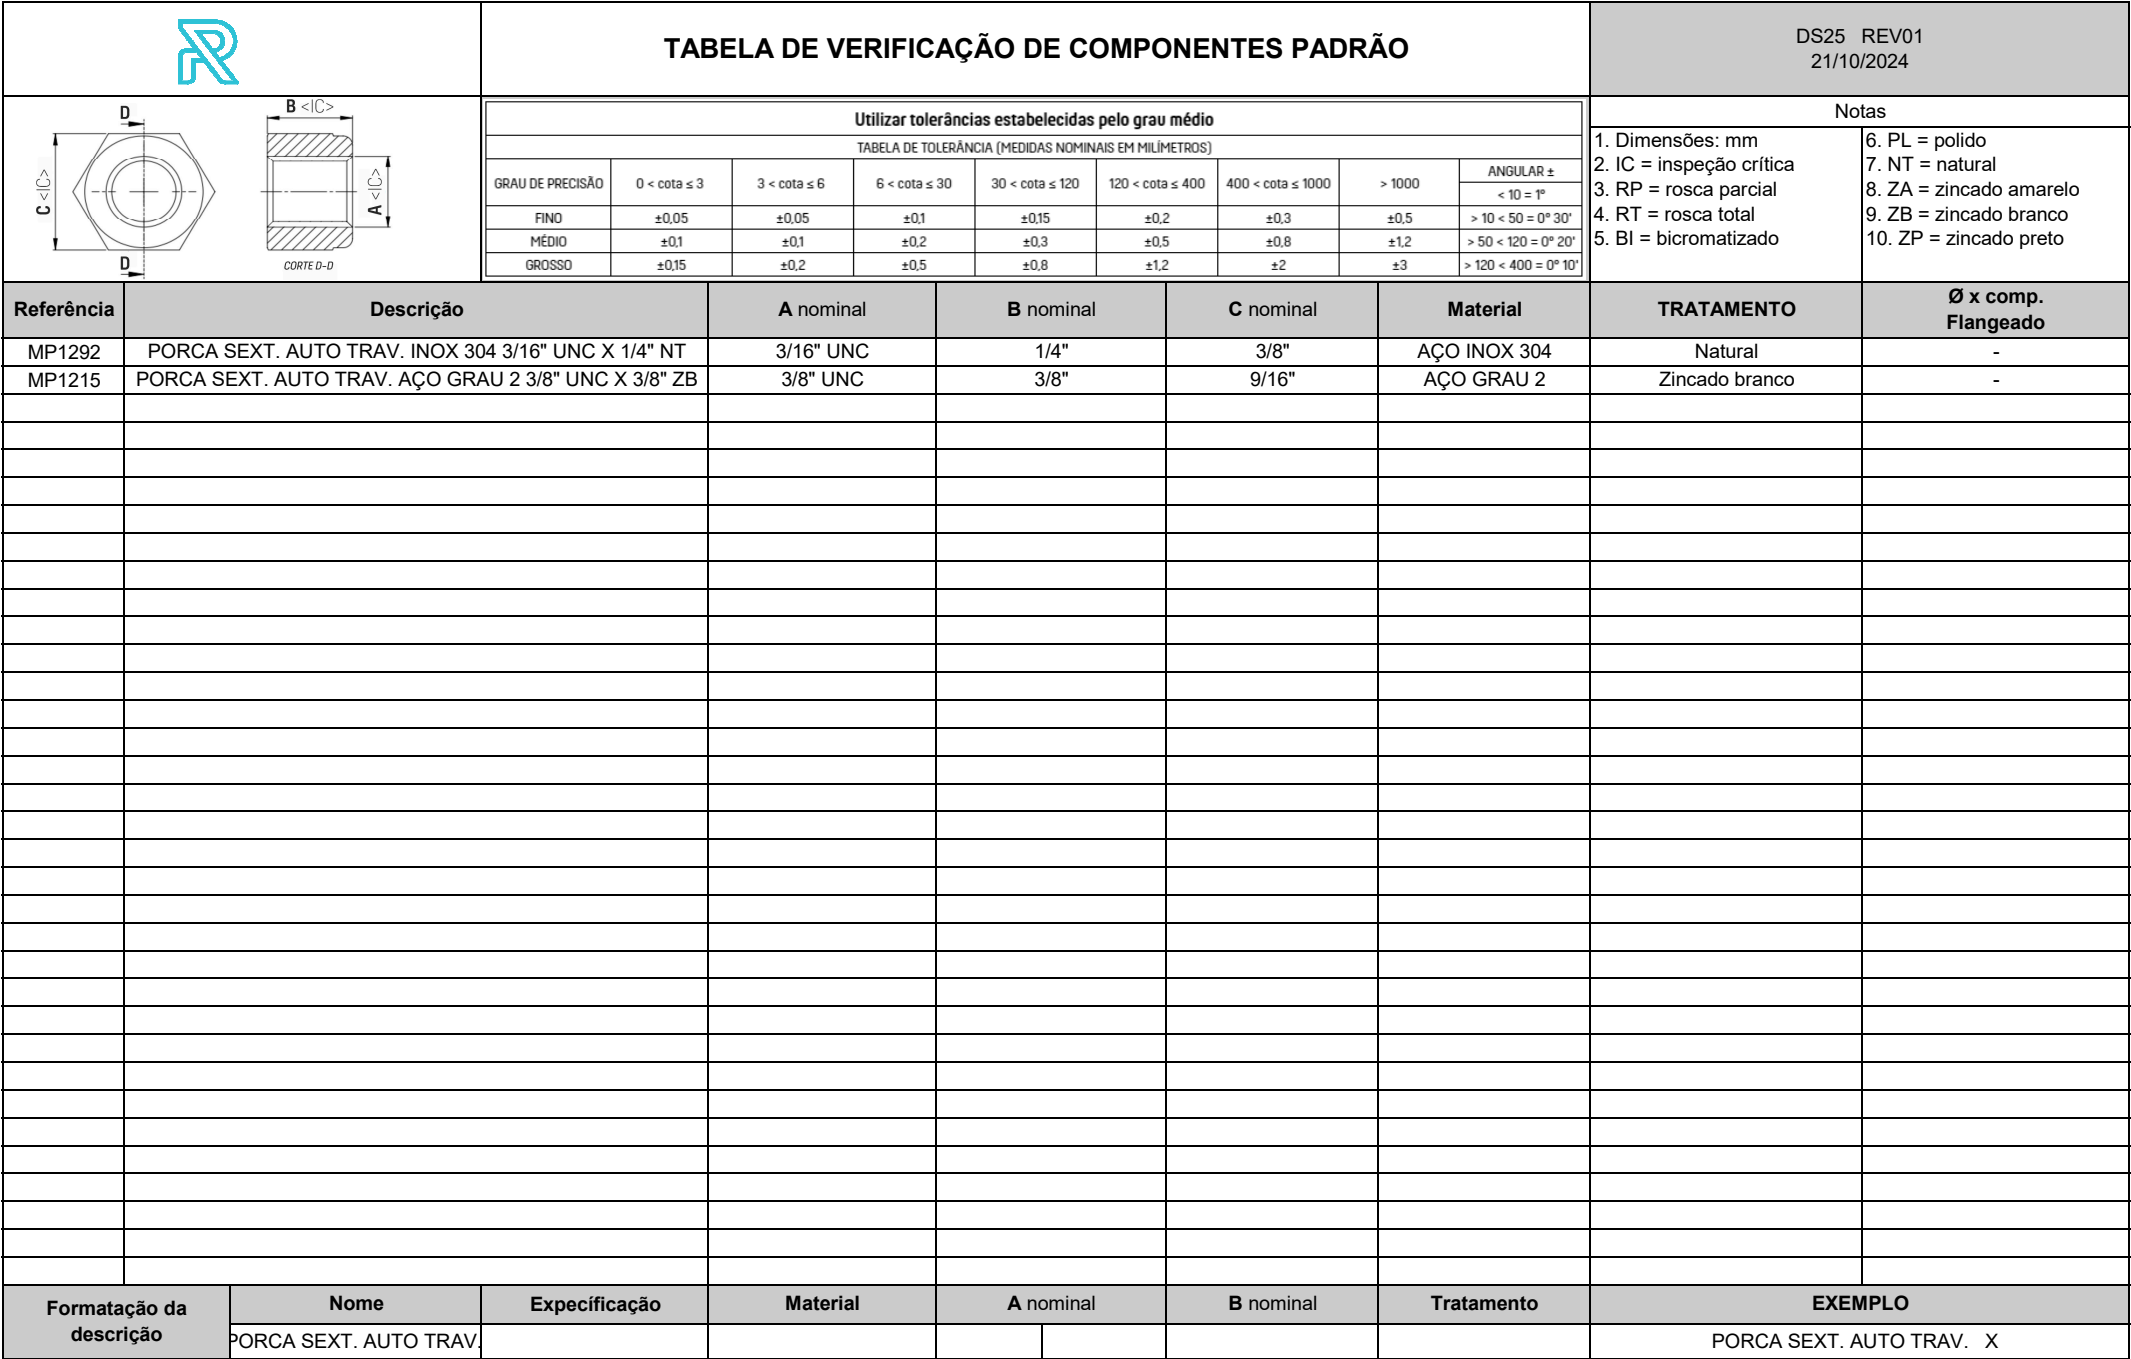 TABELA DE VERIFICAÇÃO DE COMPONENTES PADRÃO
DS25 REV01
21/10/2024
D
B <IC>
C <IC>
A <IC>
D
CORTE D-D
Utilizar tolerâncias estabelecidas pelo grau médio
TABELA DE TOLERÂNCIA (MEDIDAS NOMINAIS EM MILÍMETROS)
GRAU DE PRECISÃO 0 < cota ≤ 3 3 < cota ≤ 6 6 < cota ≤ 30 30 < cota ≤ 120 120 < cota ≤ 400 400 < cota ≤ 1000 > 1000 ANGULAR ±
< 10 = 1º
FINO ±0,05 ±0,05 ±0,1 ±0,15 ±0,2 ±0,3 ±0,5 > 10 < 50 = 0º 30'
MÉDIO ±0,1 ±0,1 ±0,2 ±0,3 ±0,5 ±0,8 ±1,2 > 50 < 120 = 0º 20'
GROSSO ±0,15 ±0,2 ±0,5 ±0,8 ±1,2 ±2 ±3 > 120 < 400 = 0º 10'
Notas
1. Dimensões: mm
2. IC = inspeção crítica
3. RP = rosca parcial
4. RT = rosca total
5. BI = bicromatizado
6. PL = polido
7. NT = natural
8. ZA = zincado amarelo
9. ZB = zincado branco
10. ZP = zincado preto
Referência Descrição A nominal B nominal C nominal Material TRATAMENTO Ø x comp.
Flangeado
MP1292 PORCA SEXT. AUTO TRAV. INOX 304 3/16" UNC X 1/4" NT 3/16" UNC 1/4" 3/8" AÇO INOX 304 Natural -
MP1215 PORCA SEXT. AUTO TRAV. AÇO GRAU 2 3/8" UNC X 3/8" ZB 3/8" UNC 3/8" 9/16" AÇO GRAU 2 Zincado branco -
Formatação da
descrição
Nome Expecíficação Material A nominal B nominal Tratamento EXEMPLO
PORCA SEXT. AUTO TRAV. PORCA SEXT. AUTO TRAV. X